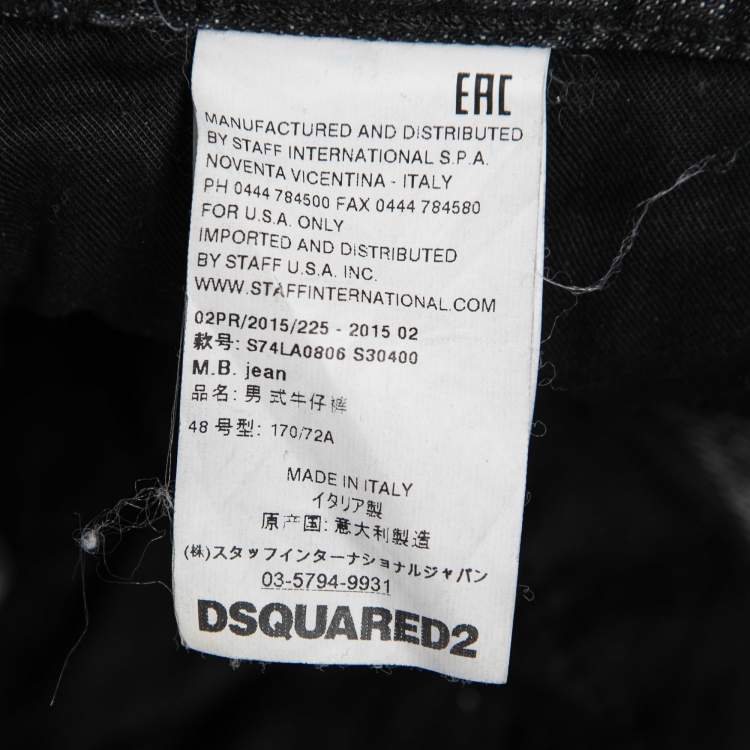 EAC
MANUFACTURED AND DISTRIBUTED
BY STAFF INTERNATIONAL S.P.A.
NOVENTA VICENTINA - ITALY
PH 0444 784500 FAX 0444 784580
FOR U.S.A. ONLY
IMPORTED AND DISTRIBUTED
BY STAFF U.S.A. INC.
WWW.STAFFINTERNATIONAL.COM
02PR/2015/225 - 2015 02
款号: S74LA0806 S30400
M.B. jean
品名: 男 式牛仔裤
48 号型: 170/72A
MADE IN ITALY
イタリア製
原产国: 意大利製造
(株)スタッフインターナショナルジャパン
03-5794-9931
DSQUARED2